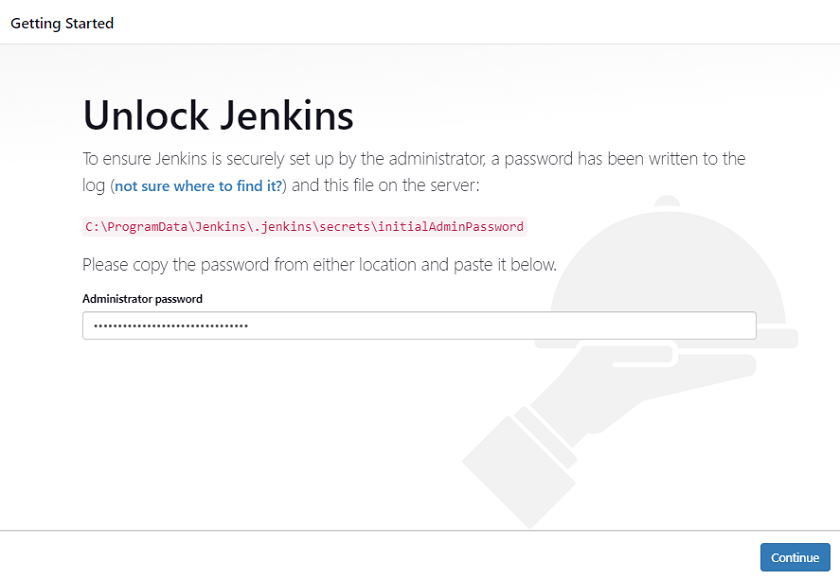 Getting Started
Unlock Jenkins
To ensure Jenkins is securely set up by the administrator, a password has been written to the
log (not sure where to find it?) and this file on the server:
C:\ProgramData\Jenkins\.jenkins\secrets\initialAdminPassword
Please copy the password from either location and paste it below.
Administrator password
••••••••••••••••••••••••••••••••
Continue